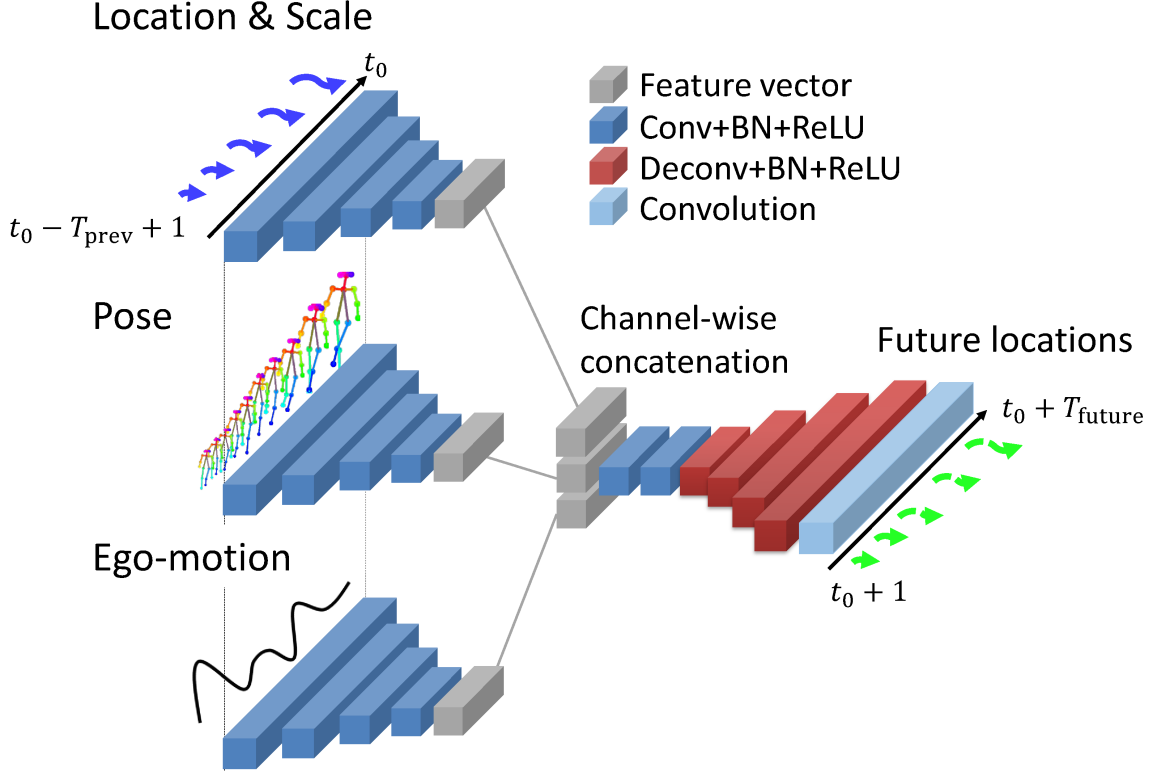 Location & Scale
t₀
t₀ − Tprev + 1
Feature vector
Conv+BN+ReLU
Deconv+BN+ReLU
Convolution
Pose
Channel-wise
concatenation
Future locations
t₀ + Tfuture
t₀ + 1
Ego-motion